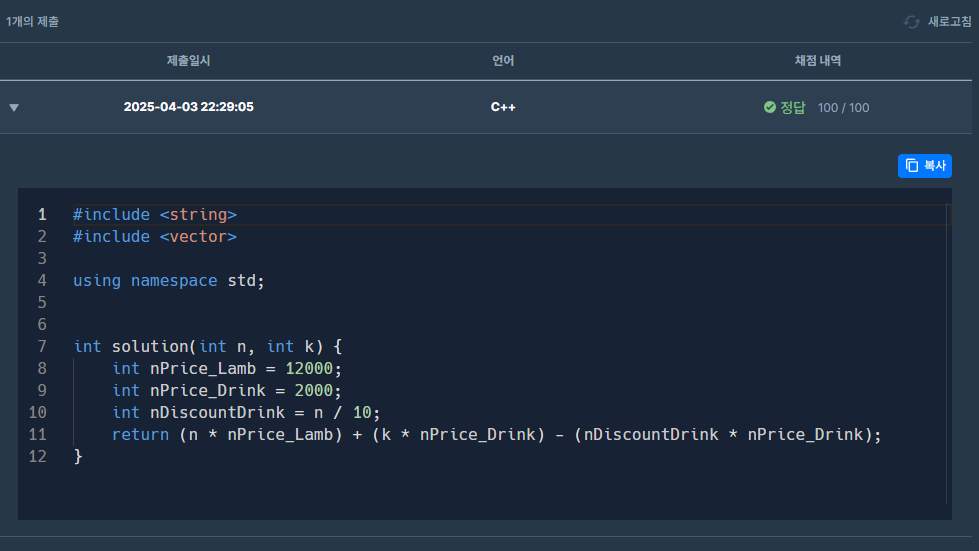 1개의 제출
새로고침
제출일시 언어 채점 내역
2025-04-03 22:29:05 C++ 정답 100 / 100
복사
1 #include <string>
2 #include <vector>
3
4 using namespace std;
5
6
7 int solution(int n, int k) {
8     int nPrice_Lamb = 12000;
9     int nPrice_Drink = 2000;
10     int nDiscountDrink = n / 10;
11     return (n * nPrice_Lamb) + (k * nPrice_Drink) - (nDiscountDrink * nPrice_Drink);
12 }